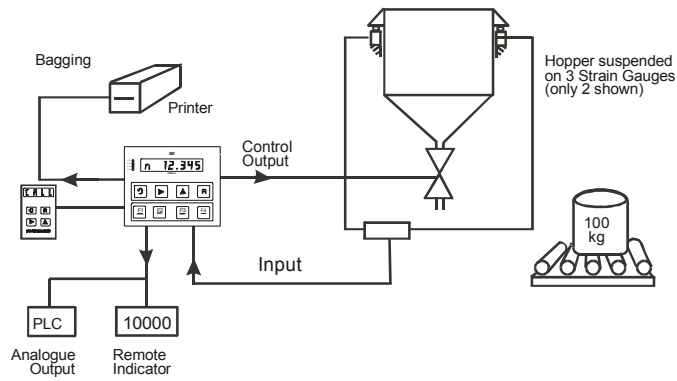 Bagging
Printer
Hopper suspended
on 3 Strain Gauges
(only 2 shown)
n 12.345
Control
Output
CALC
100
kg
Input
PLC
10000
Analogue
Output
Remote
Indicator